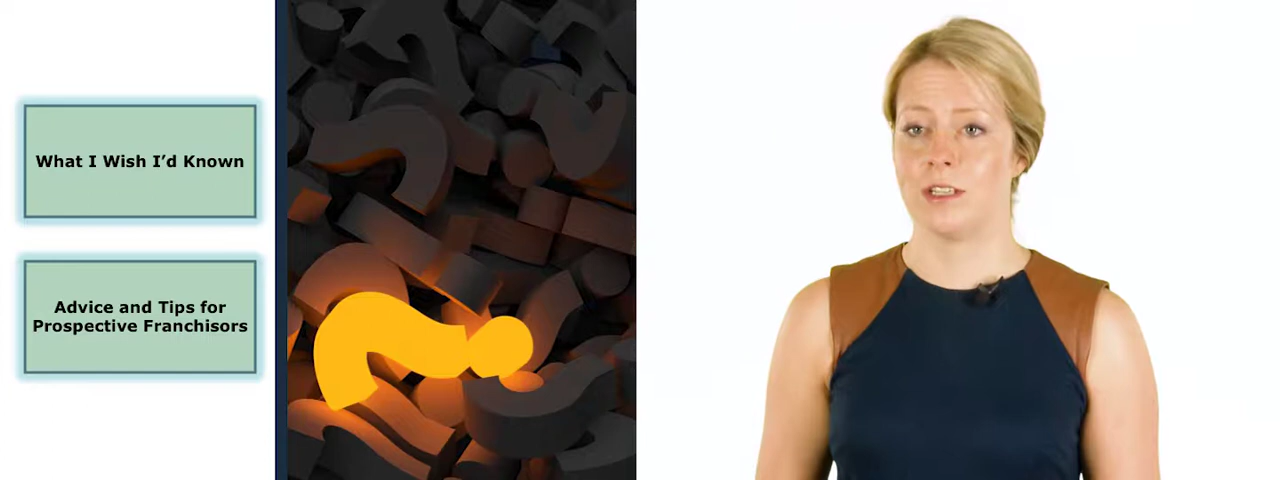 What I Wish I’d Known
Advice and Tips for
Prospective Franchisors